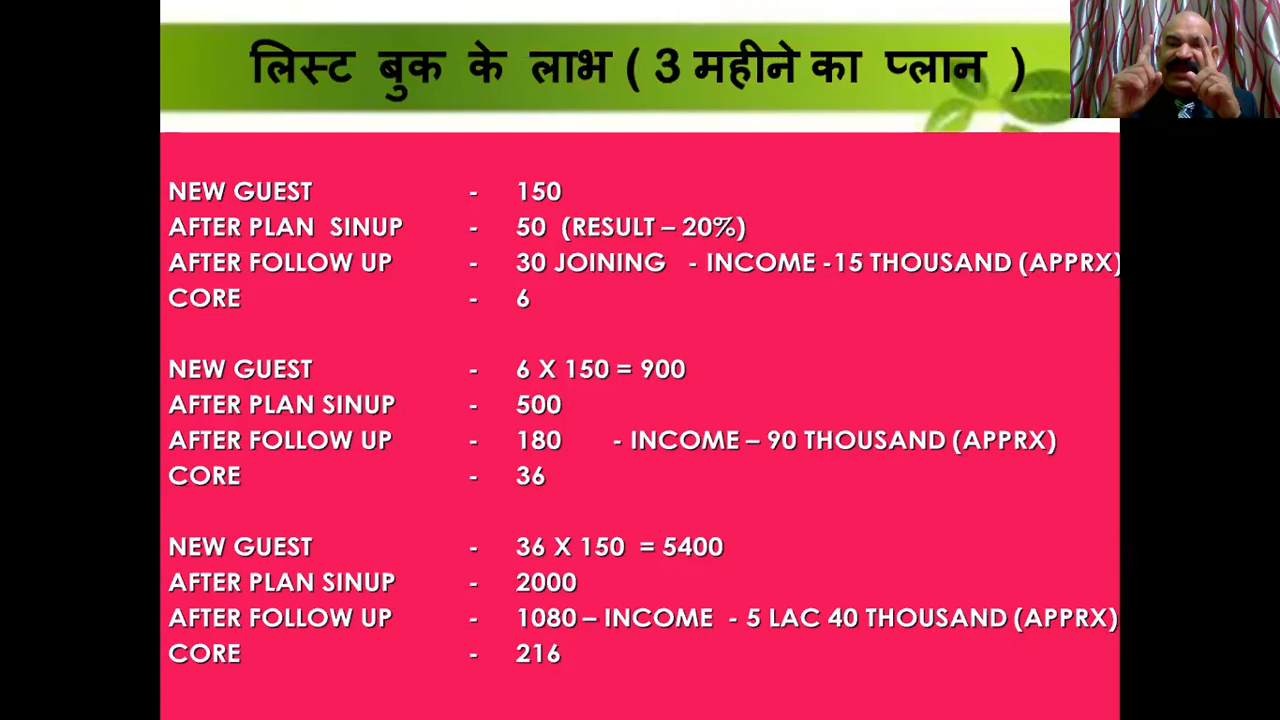 लिस्ट बुक के लाभ ( 3 महीने का प्लान )
NEW GUEST - 150
AFTER PLAN SINUP - 50 (RESULT – 20%)
AFTER FOLLOW UP - 30 JOINING - INCOME -15 THOUSAND (APPRX)
CORE - 6
NEW GUEST - 6 X 150 = 900
AFTER PLAN SINUP - 500
AFTER FOLLOW UP - 180 - INCOME – 90 THOUSAND (APPRX)
CORE - 36
NEW GUEST - 36 X 150 = 5400
AFTER PLAN SINUP - 2000
AFTER FOLLOW UP - 1080 – INCOME - 5 LAC 40 THOUSAND (APPRX)
CORE - 216